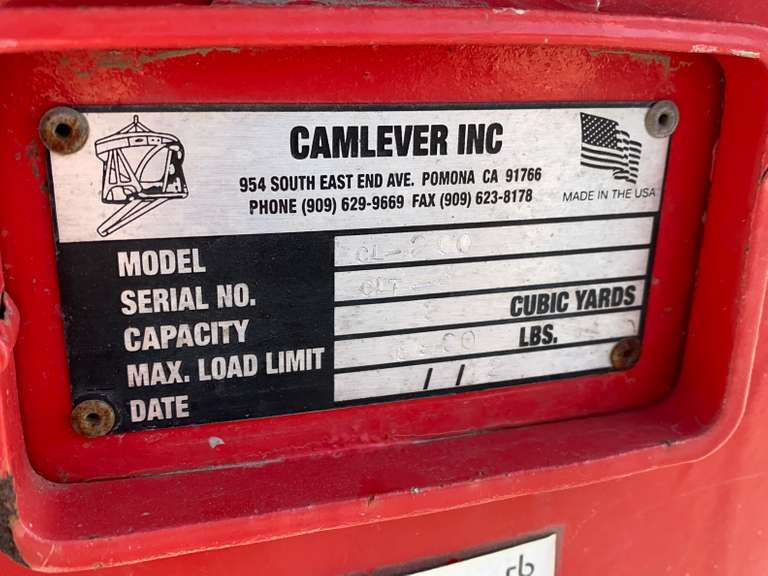 CAMLEVER INC
954 SOUTH EAST END AVE. POMONA CA 91766
PHONE (909) 629-9669 FAX (909) 623-8178
MADE IN THE USA
MODEL
SERIAL NO.
CAPACITY CUBIC YARDS
MAX. LOAD LIMIT LBS.
DATE / /
rb